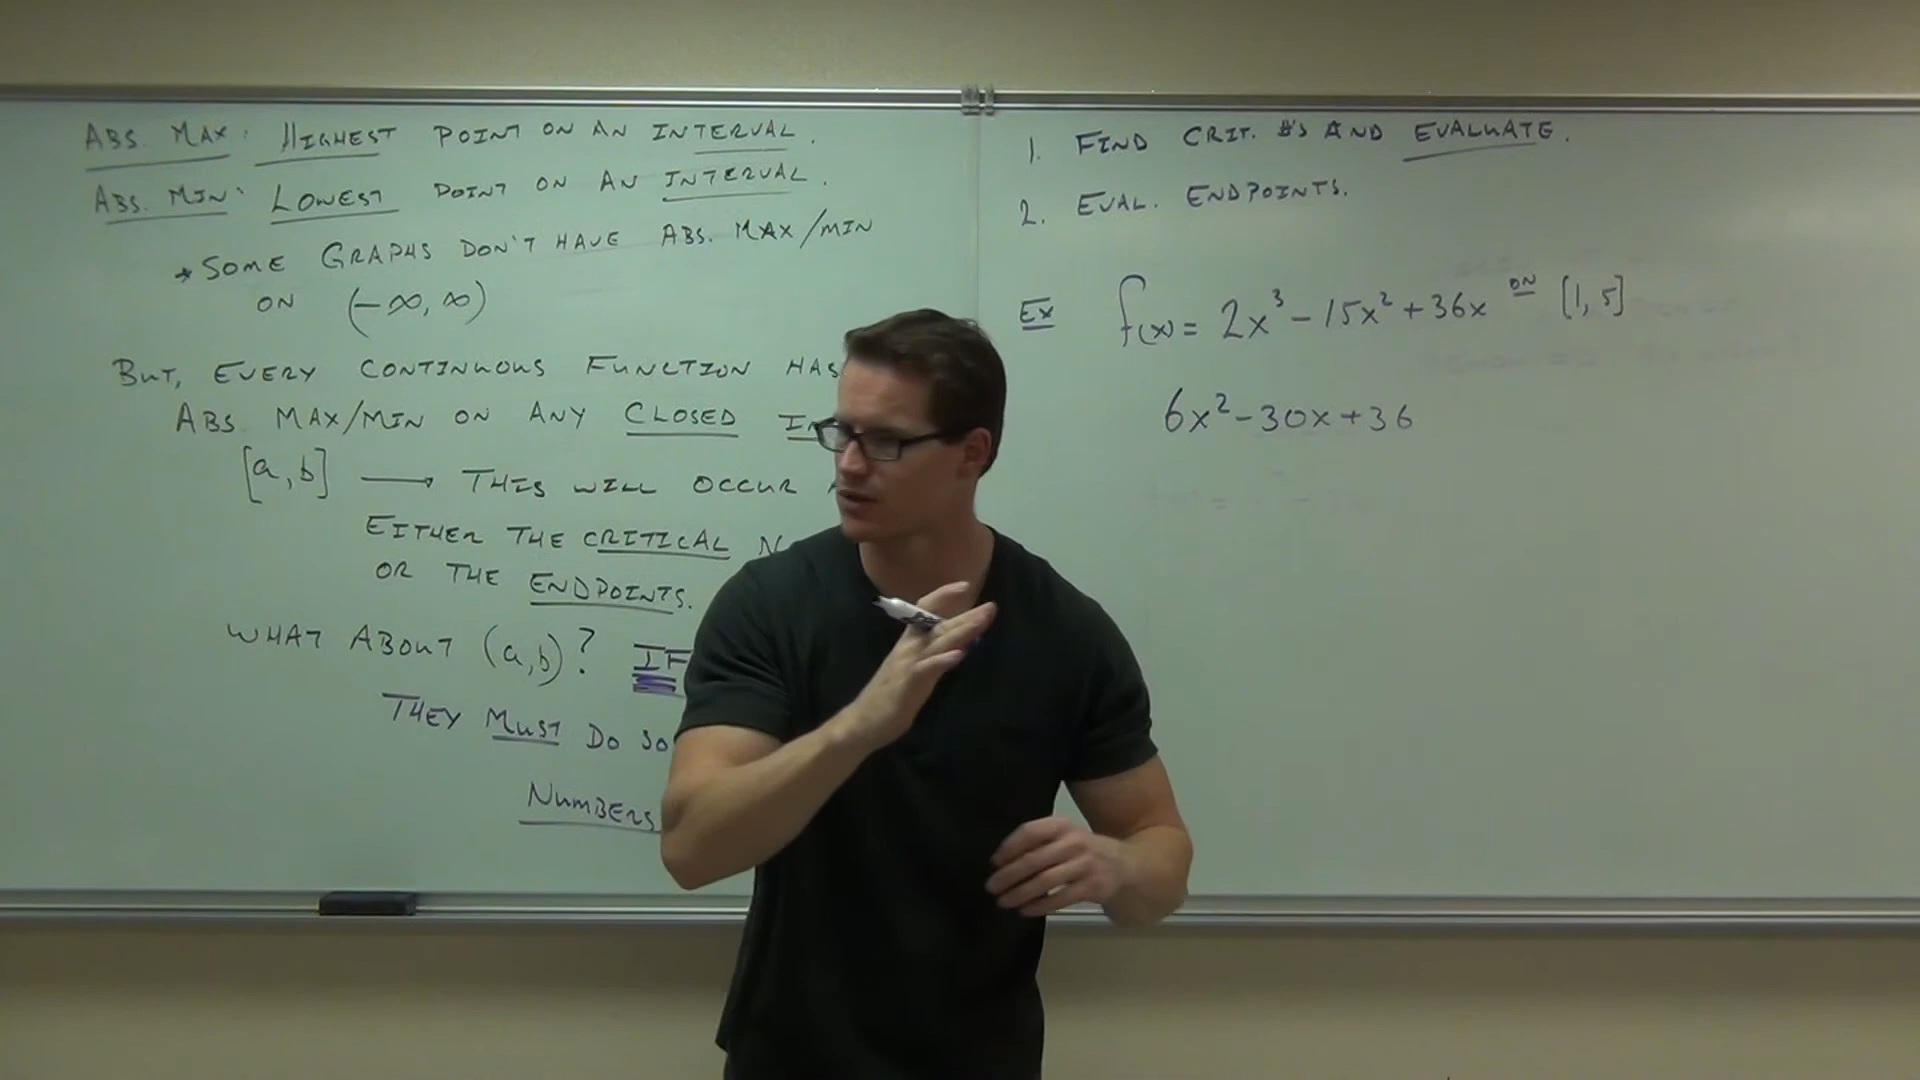 ABS. MAX: HIGHEST POINT ON AN INTERVAL.
ABS. MIN: LOWEST POINT ON AN INTERVAL.
* SOME GRAPHS DON'T HAVE ABS. MAX/MIN
ON (-∞, ∞)
BUT, EVERY CONTINUOUS FUNCTION HAS
ABS MAX/MIN ON ANY CLOSED
[a, b] → THIS WILL OCCUR
EITHER THE CRITICAL
OR THE ENDPOINTS.
WHAT ABOUT (a, b)? IF
THEY MUST DO SO
NUMBERS
1. FIND CRIT. #'S AND EVALUATE.
2. EVAL. ENDPOINTS.
Ex f(x) = 2x³ - 15x² + 36x ON [1, 5]
6x² - 30x + 36